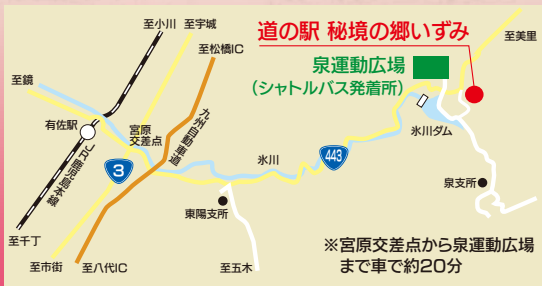 至小川
至宇城
至松橋IC
道の駅 秘境の郷いずみ
至美里
泉運動広場
(シャトルバス発着所)
至鏡
有佐駅
宮原
交差点
九州自動車道
氷川ダム
JR鹿児島本線
3
氷川
443
泉支所
東陽支所
至千丁
至市街
至八代IC
至五木
※宮原交差点から泉運動広場
まで車で約20分